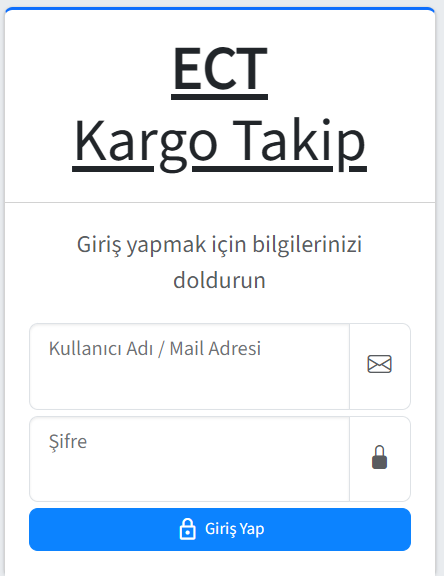 ECT
Kargo Takip
Giriş yapmak için bilgilerinizi
doldurun
Kullanıcı Adı / Mail Adresi
Şifre
Giriş Yap